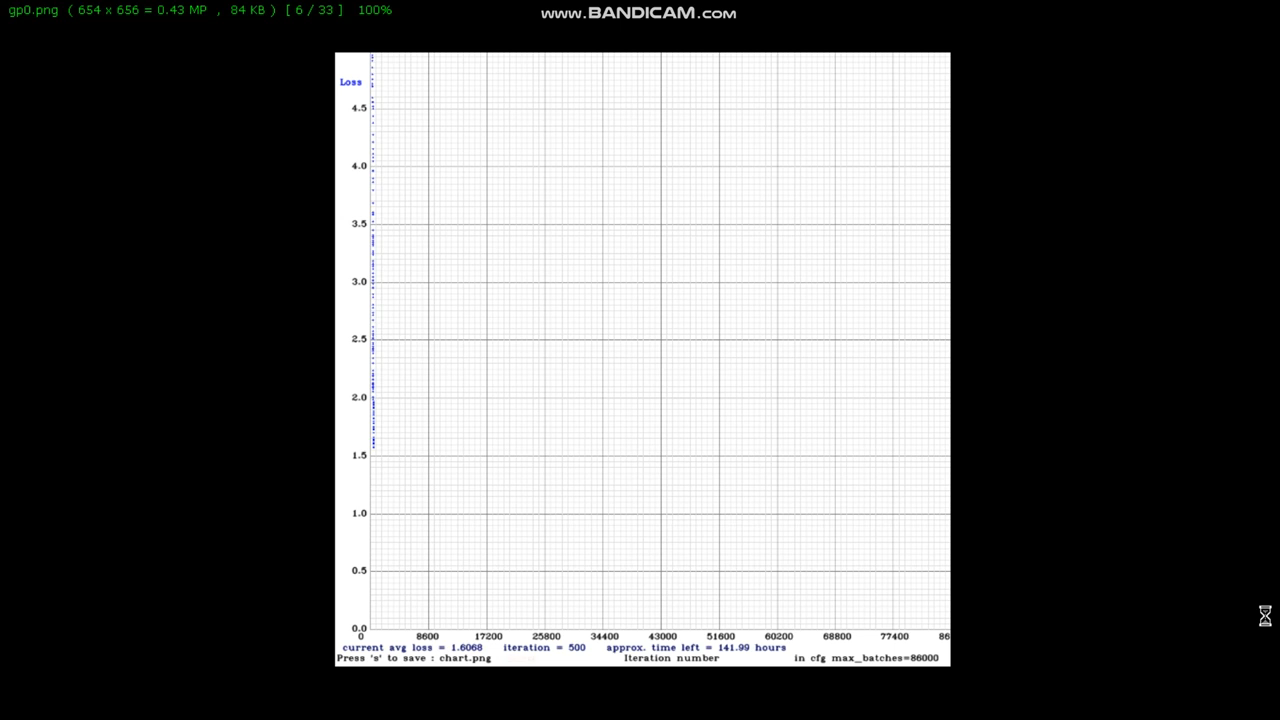 gp0.png ( 654 x 656 = 0.43 MP , 84 KB ) [ 6 / 33 ] 100%
www.BANDICAM.com
Loss
4.5
4.0
3.5
3.0
2.5
2.0
1.5
1.0
0.5
0.0
0 8600 17200 25800 34400 43000 51600 60200 68800 77400 86
current avg loss = 1.6068 iteration = 500 approx. time left = 141.99 hours
Press 's' to save : chart.png Iteration number in cfg max_batches=86000